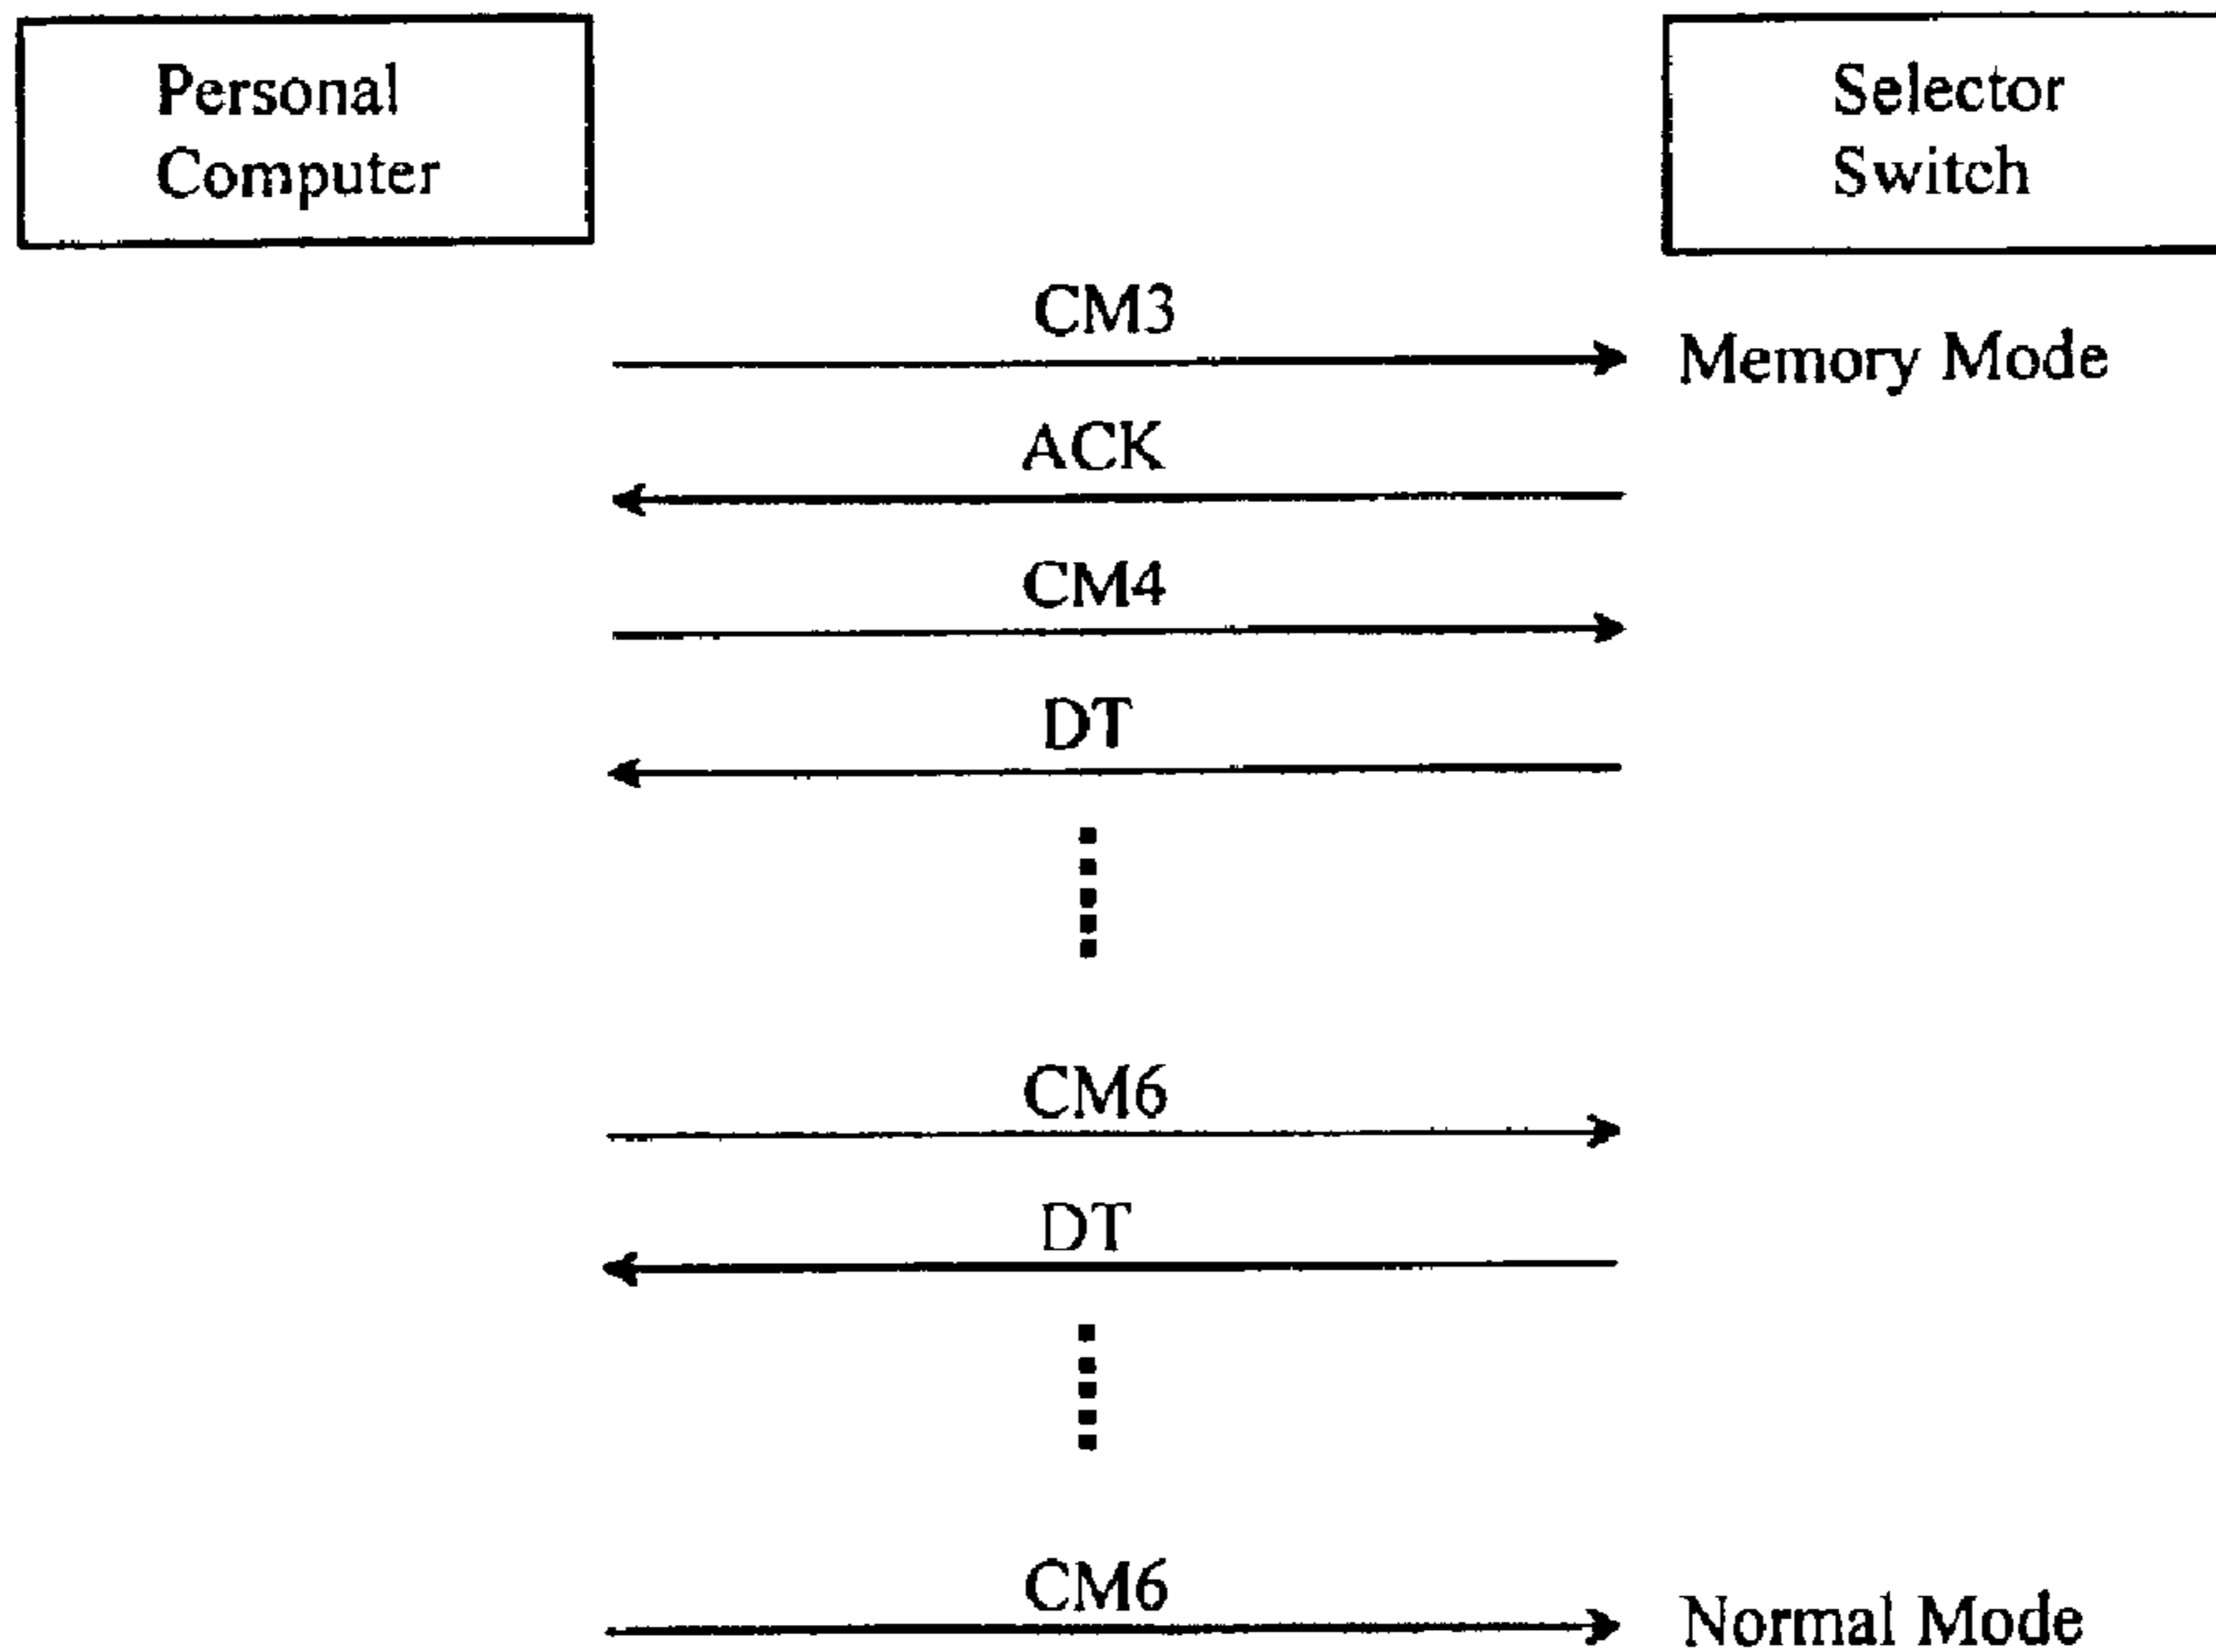 Personal
Computer
Selector
Switch
CM3
Memory Mode
ACK
CM4
DT
CM6
DT
CM6
Normal Mode